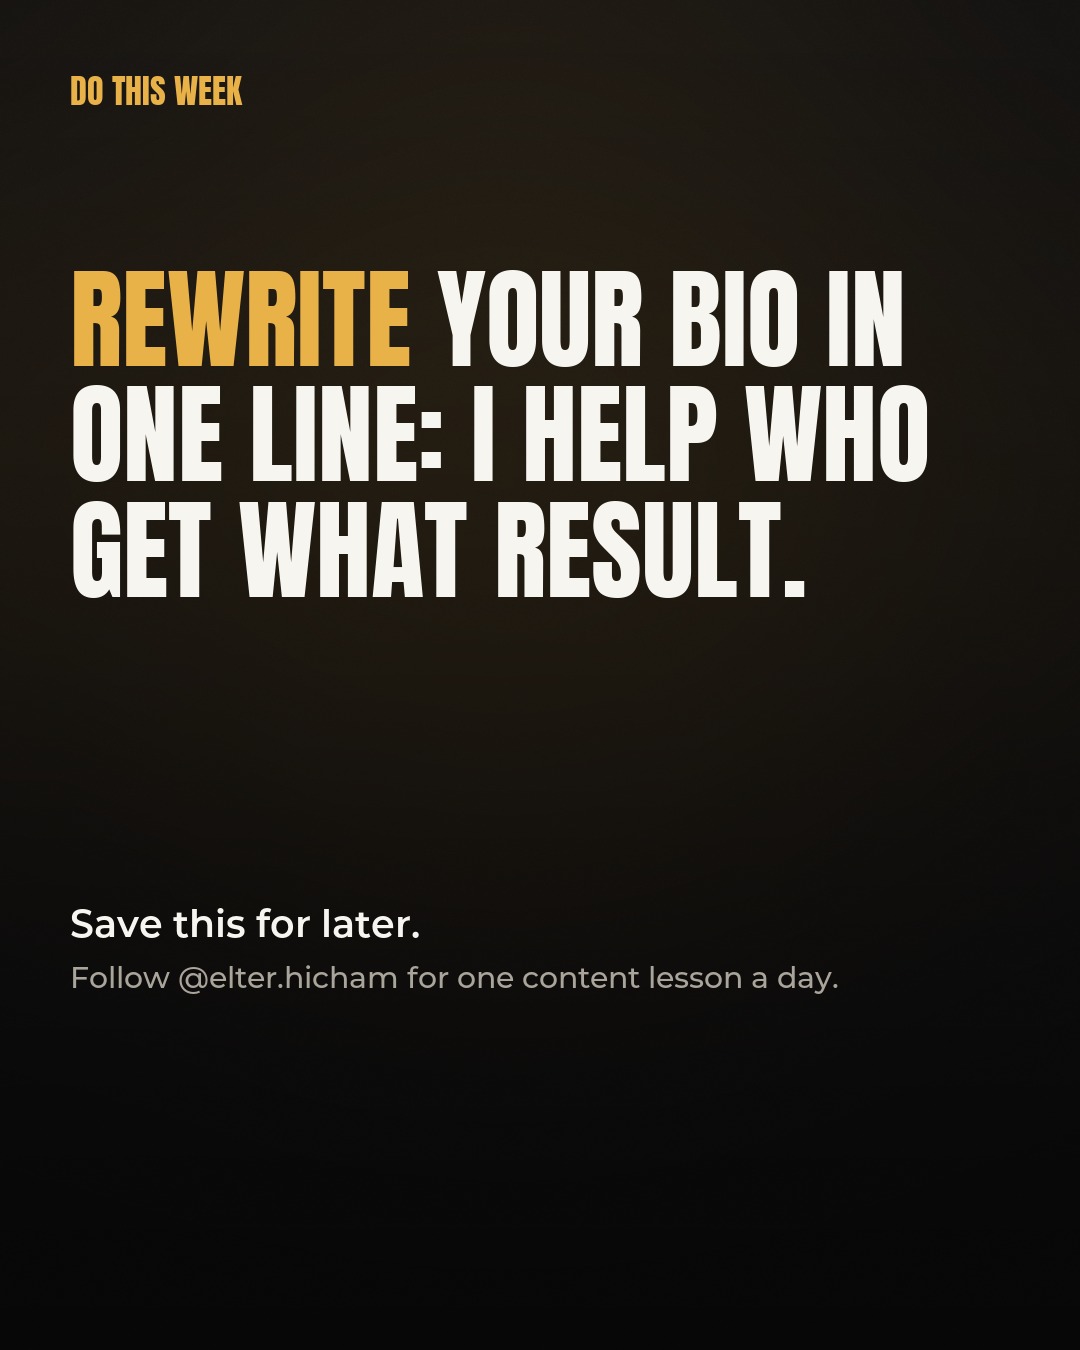 DO THIS WEEK
REWRITE YOUR BIO IN
ONE LINE: I HELP WHO
GET WHAT RESULT.
Save this for later.
Follow @elter.hicham for one content lesson a day.